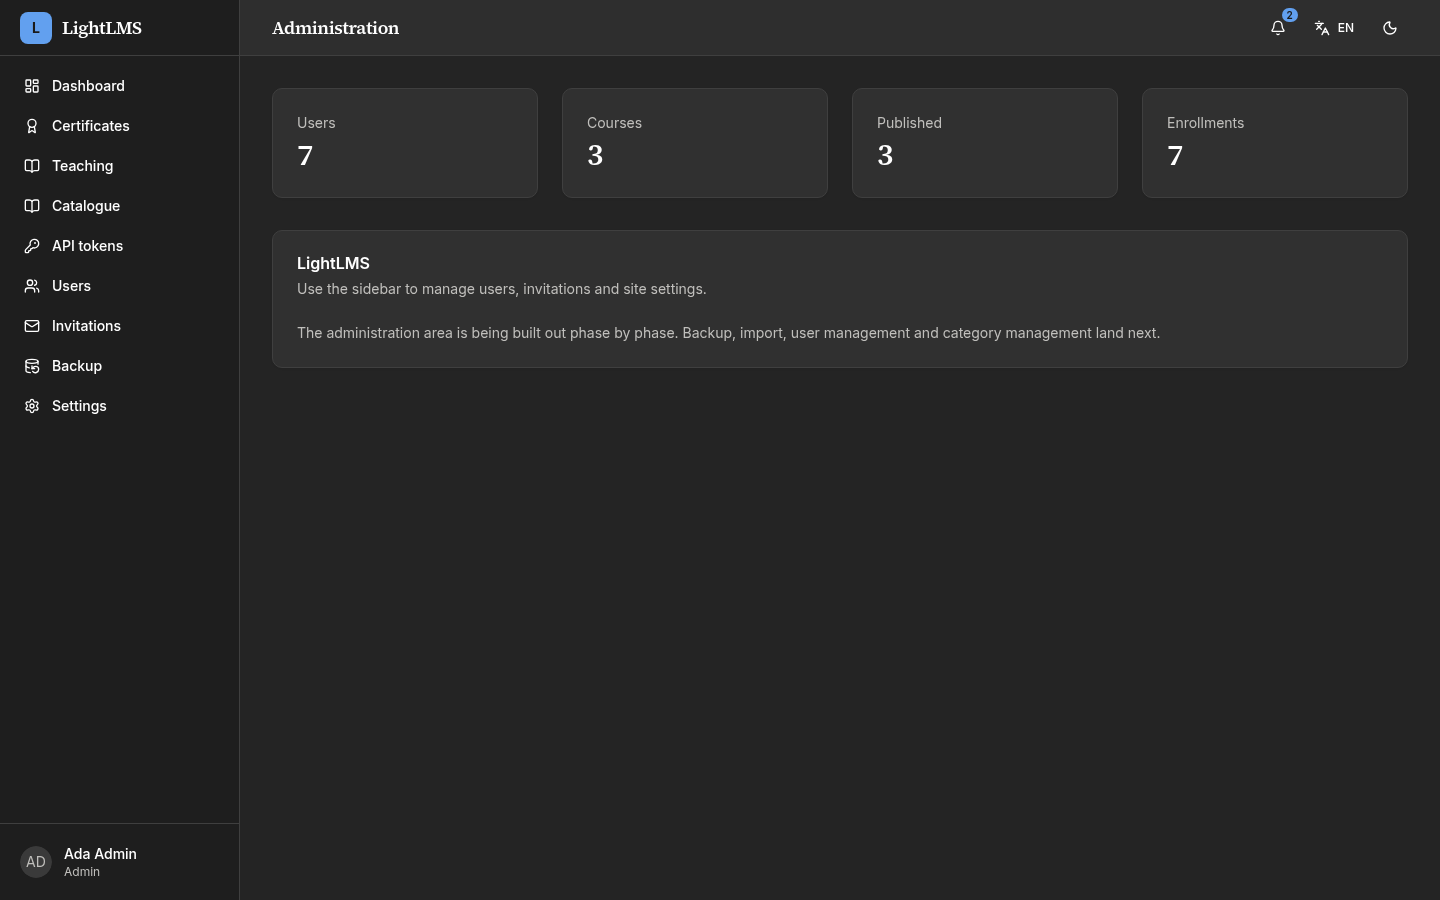 L LightLMS
Administration
2
EN
Dashboard
Certificates
Teaching
Catalogue
API tokens
Users
Invitations
Backup
Settings
Users
7
Courses
3
Published
3
Enrollments
7
LightLMS
Use the sidebar to manage users, invitations and site settings.
The administration area is being built out phase by phase. Backup, import, user management and category management land next.
AD
Ada Admin
Admin